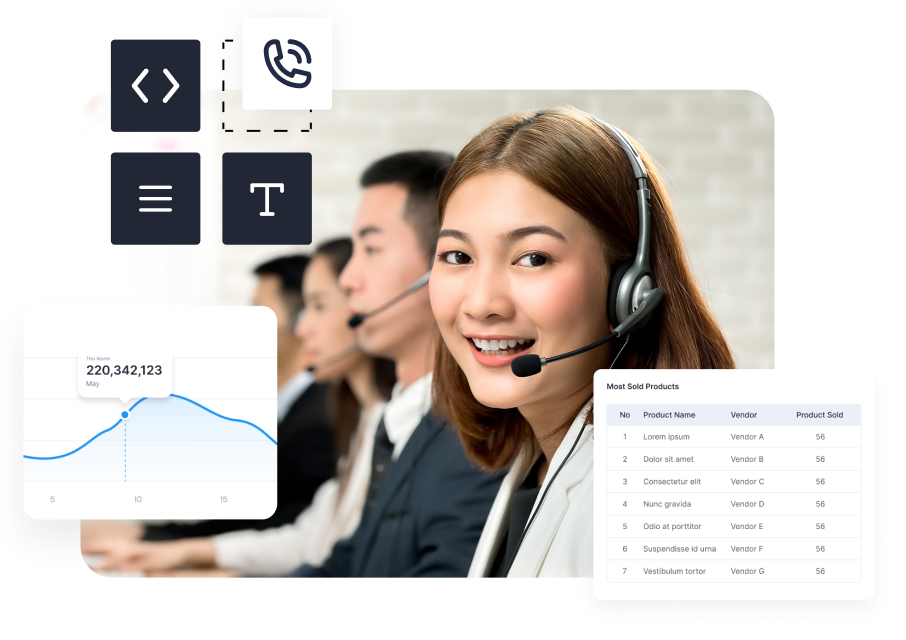 T
This Month
220,342,123
May
5 10 15
Most Sold Products
No Product Name Vendor Product Sold
1 Lorem ipsum Vendor A 56
2 Dolor sit amet Vendor B 56
3 Consectetur elit Vendor C 56
4 Nunc gravida Vendor D 56
5 Odio at porttitor Vendor E 56
6 Suspendisse id urna Vendor F 56
7 Vestibulum tortor Vendor G 56